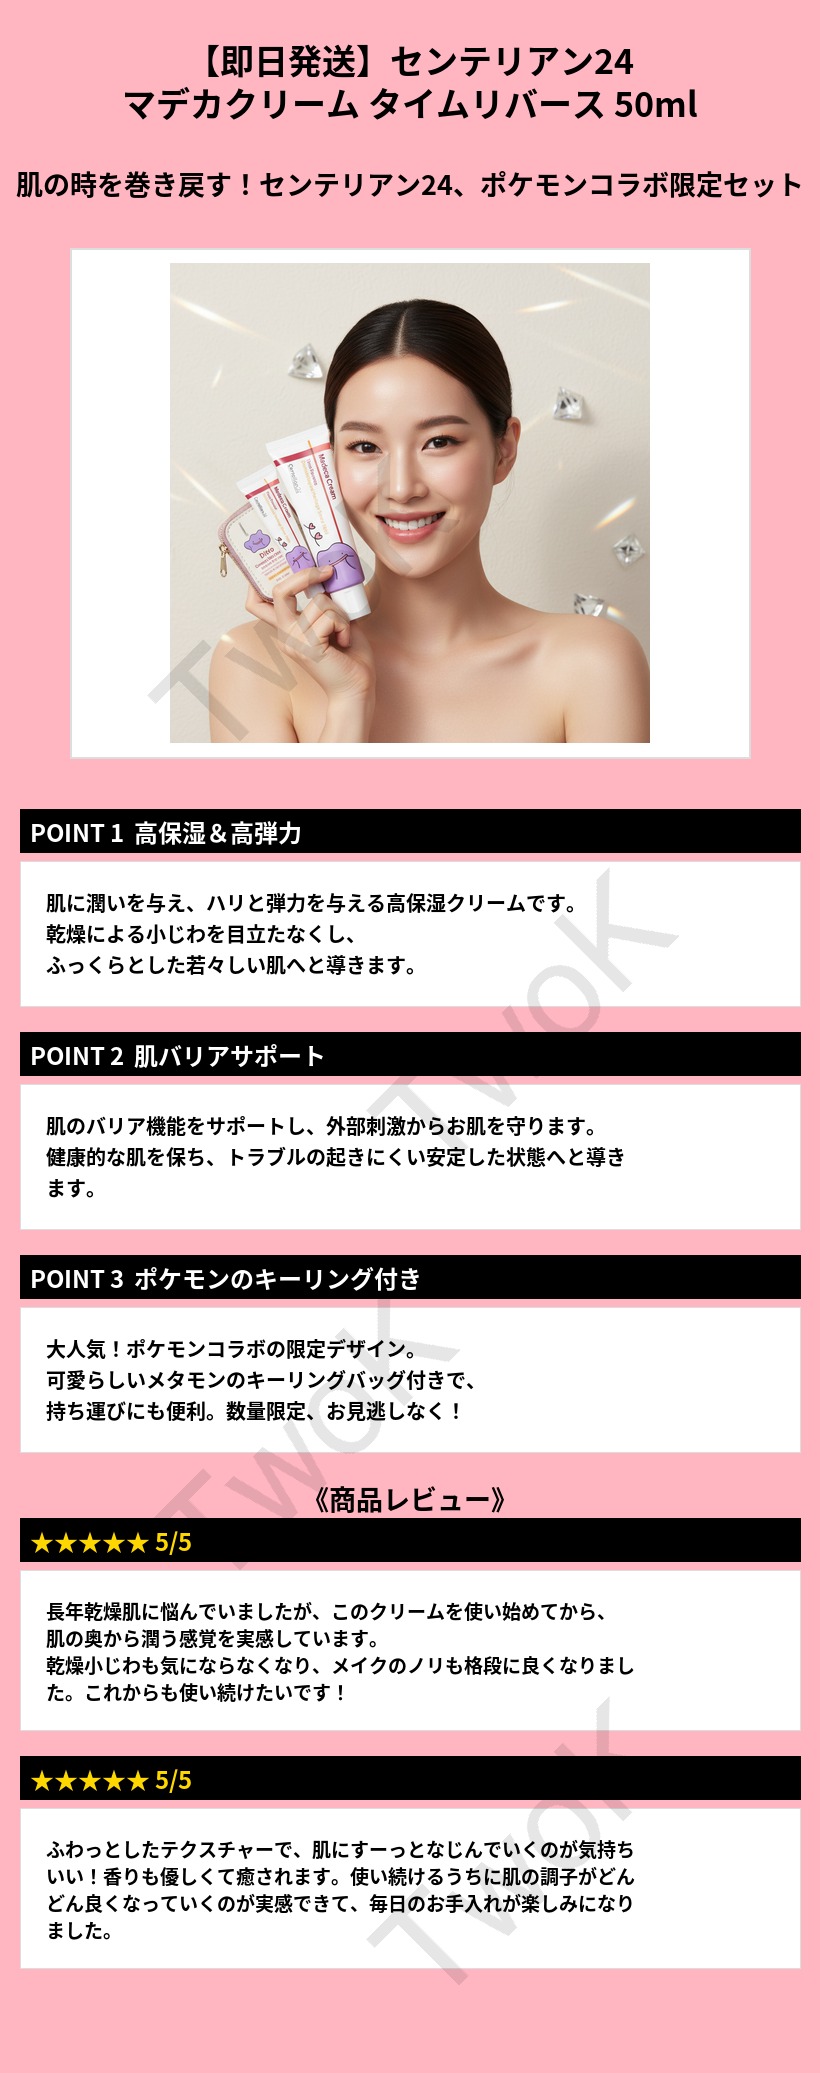 【即日発送】センテリアン24
マデカクリーム タイムリバース 50ml
肌の時を巻き戻す！センテリアン24、ポケモンコラボ限定セット
Madeca Cream
Madeca Cream
Ditto
TwoK
POINT 1 高保湿＆高弾力
肌に潤いを与え、ハリと弾力を与える高保湿クリームです。
乾燥による小じわを目立たなくし、
ふっくらとした若々しい肌へと導きます。
TwoK
POINT 2 肌バリアサポート
肌のバリア機能をサポートし、外部刺激からお肌を守ります。
健康的な肌を保ち、トラブルの起きにくい安定した状態へと導き
ます。
POINT 3 ポケモンのキーリング付き
大人気！ポケモンコラボの限定デザイン。
可愛らしいメタモンのキーリングバッグ付きで、
持ち運びにも便利。数量限定、お見逃しなく！
TwoK
《商品レビュー》
★★★★★ 5/5
長年乾燥肌に悩んでいましたが、このクリームを使い始めてから、
肌の奥から潤う感覚を実感しています。
乾燥小じわも気にならなくなり、メイクのノリも格段に良くなりまし
た。これからも使い続けたいです！
★★★★★ 5/5
ふわっとしたテクスチャーで、肌にすーっとなじんでいくのが気持ち
いい！香りも優しくて癒されます。使い続けるうちに肌の調子がどん
どん良くなっていくのが実感できて、毎日のお手入れが楽しみになり
ました。
TwoK